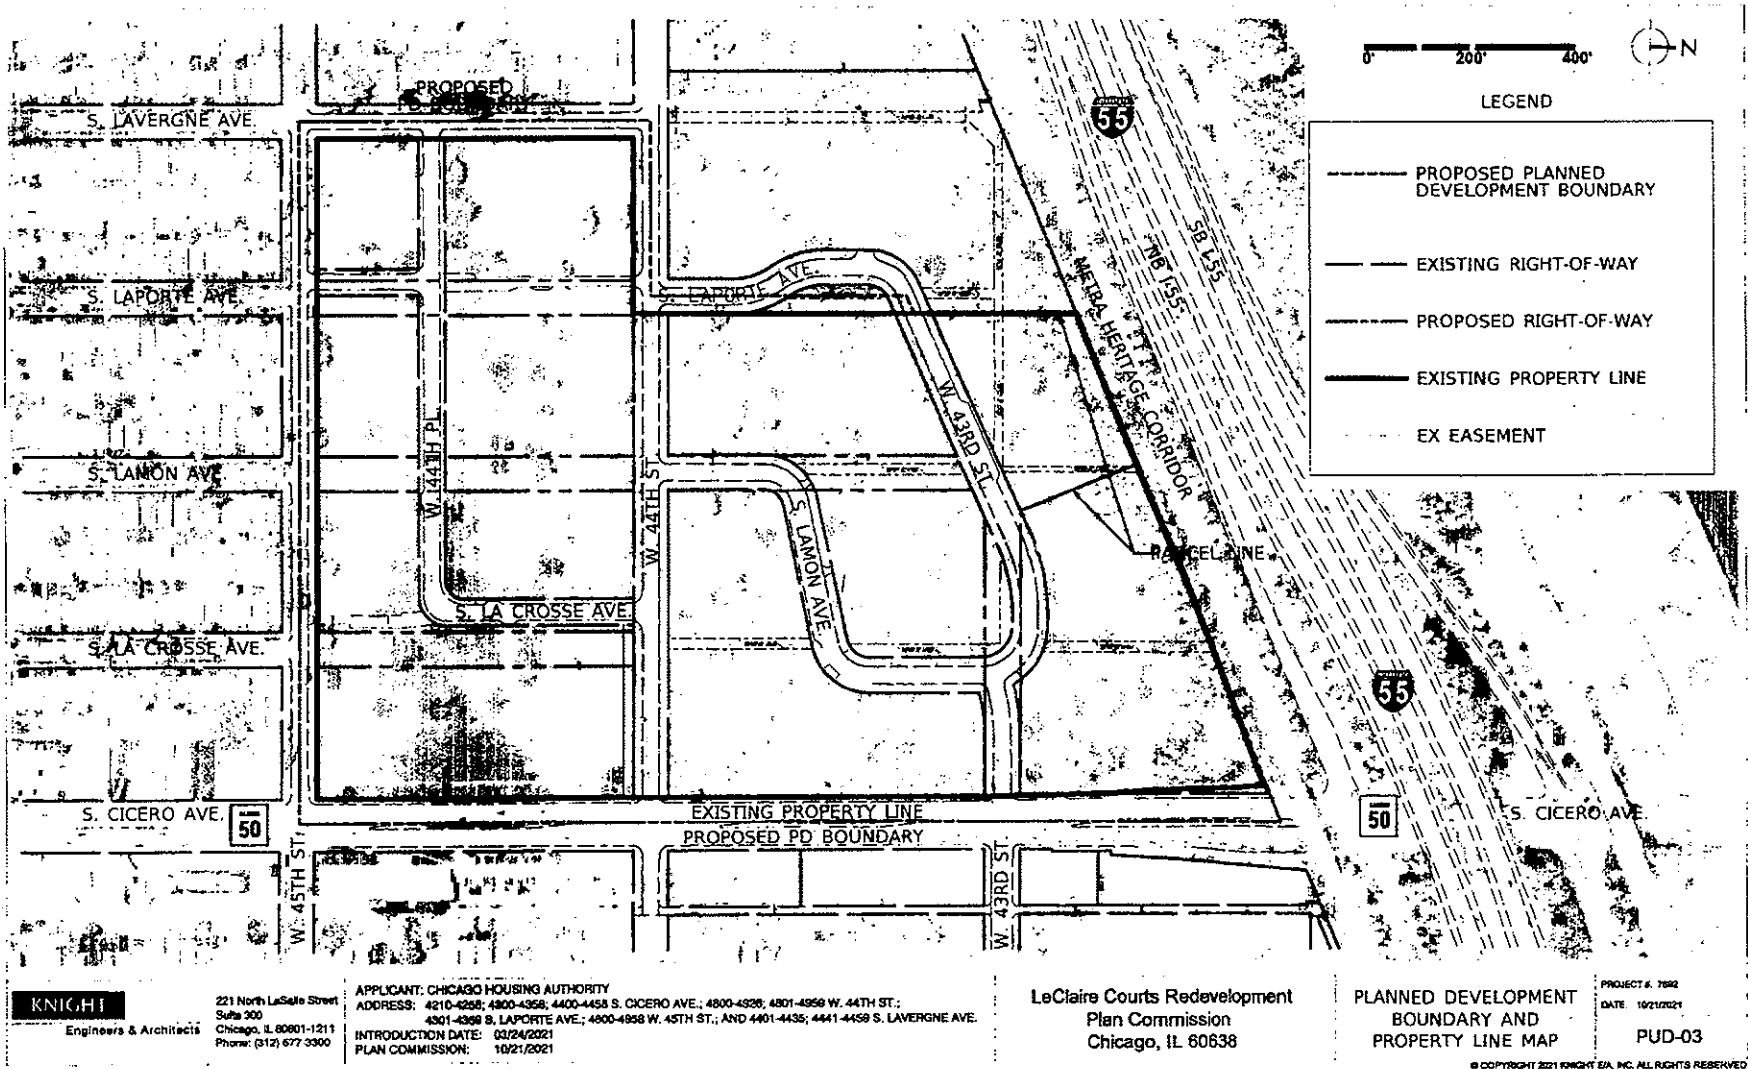 0' 200' 400'
N
LEGEND
PROPOSED PLANNED
DEVELOPMENT BOUNDARY
EXISTING RIGHT-OF-WAY
PROPOSED RIGHT-OF-WAY
EXISTING PROPERTY LINE
EX EASEMENT
PROPOSED
S. LAVERGNE AVE.
55
SB I-55
NB I-55
METRA HERITAGE CORRIDOR
S. LAPORTE AVE.
S. LAPORTE AVE.
W. 43RD ST.
S. LAMON AVE.
W. 44TH PL.
W. 44TH ST.
S. LAMON AVE.
PARCEL LINE
S. LA CROSSE AVE.
S. LA CROSSE AVE.
55
S. CICERO AVE.
50
EXISTING PROPERTY LINE
PROPOSED PD BOUNDARY
50
S. CICERO AVE.
W. 45TH ST.
W. 43RD ST.
KNIGHT
Engineers & Architects
221 North LaSalle Street
Suite 300
Chicago, IL 60601-1211
Phone: (312) 577-3300
APPLICANT: CHICAGO HOUSING AUTHORITY
ADDRESS: 4210-4258; 4300-4358; 4400-4458 S. CICERO AVE.; 4800-4928; 4801-4959 W. 44TH ST.;
4301-4359 S. LAPORTE AVE.; 4800-4958 W. 45TH ST.; AND 4401-4435; 4441-4459 S. LAVERGNE AVE.
INTRODUCTION DATE: 03/24/2021
PLAN COMMISSION: 10/21/2021
LeClaire Courts Redevelopment
Plan Commission
Chicago, IL 60638
PLANNED DEVELOPMENT
BOUNDARY AND
PROPERTY LINE MAP
PROJECT #.
DATE: 10/21/2021
PUD-03
© COPYRIGHT 2021 KNIGHT E/A, INC. ALL RIGHTS RESERVED